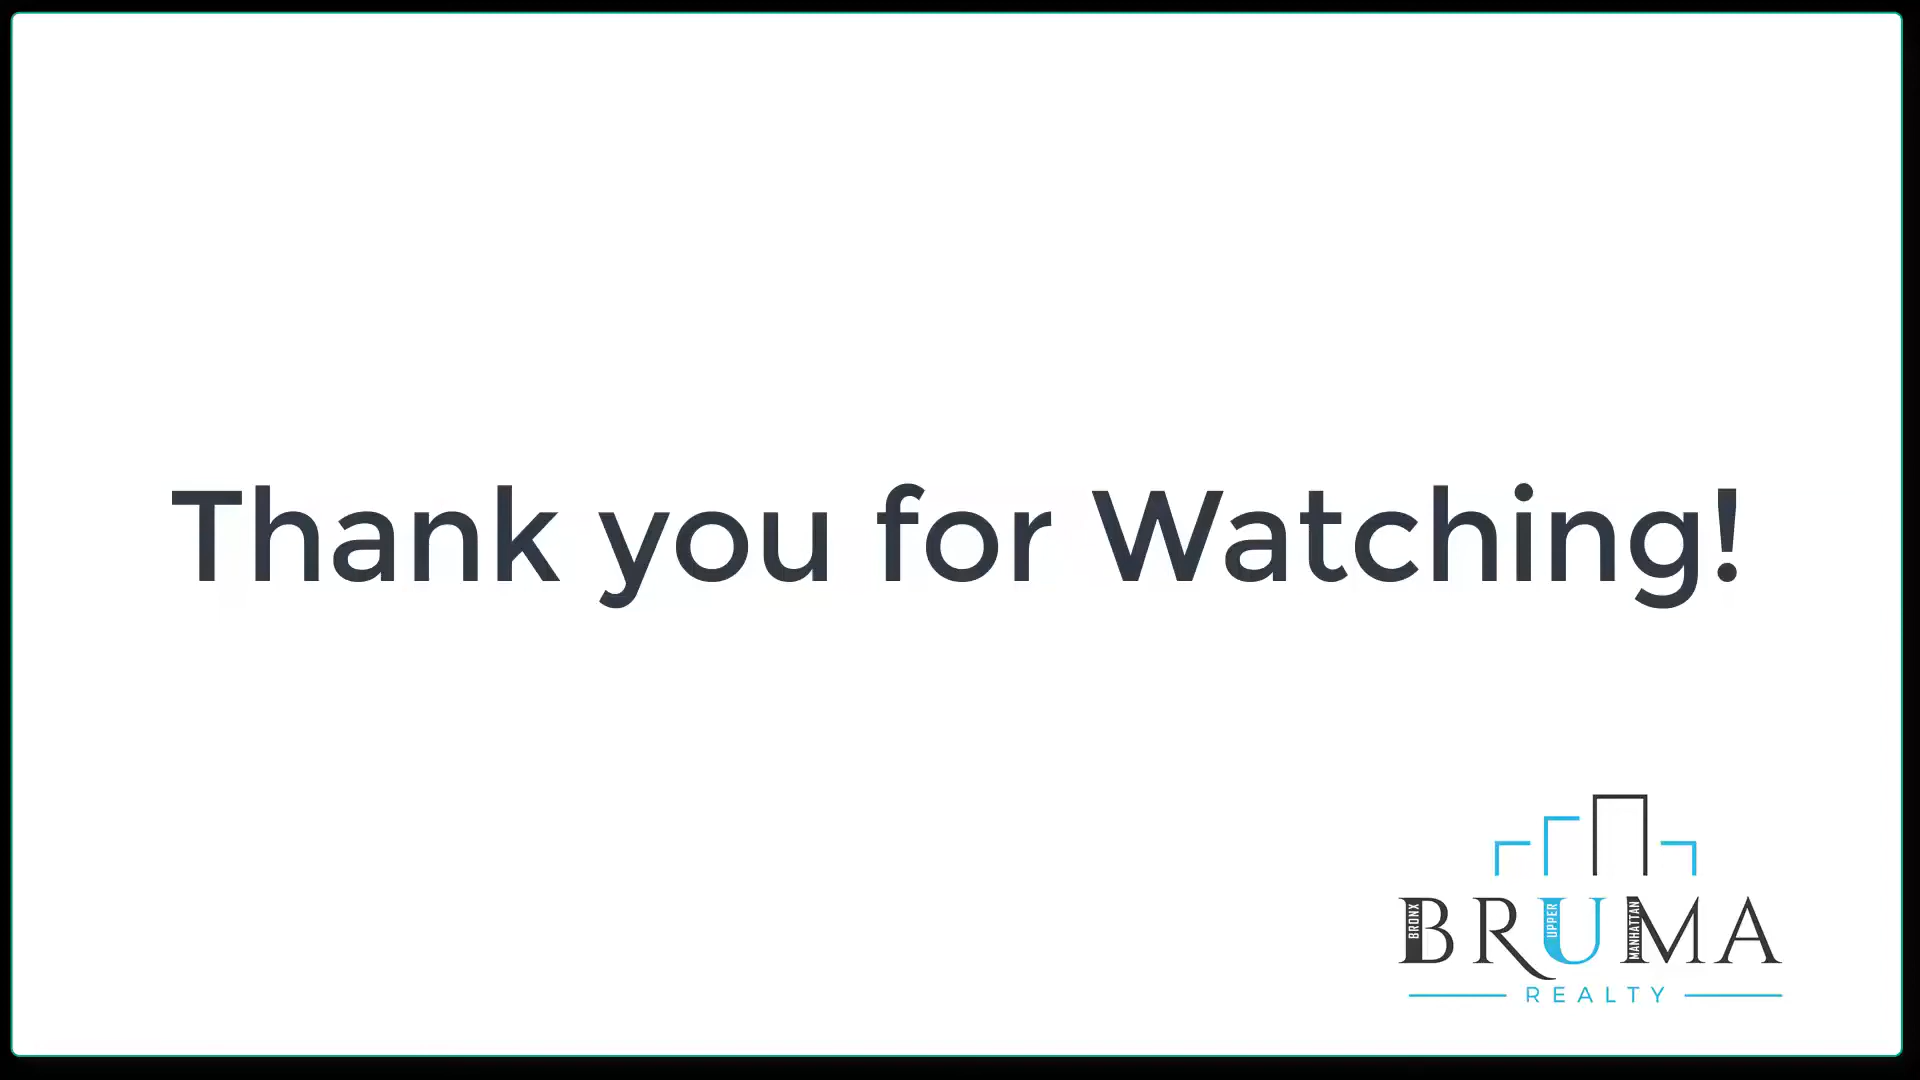 Thank you for Watching!
BRUMA
BRONX
UPPER
MANHATTAN
REALTY